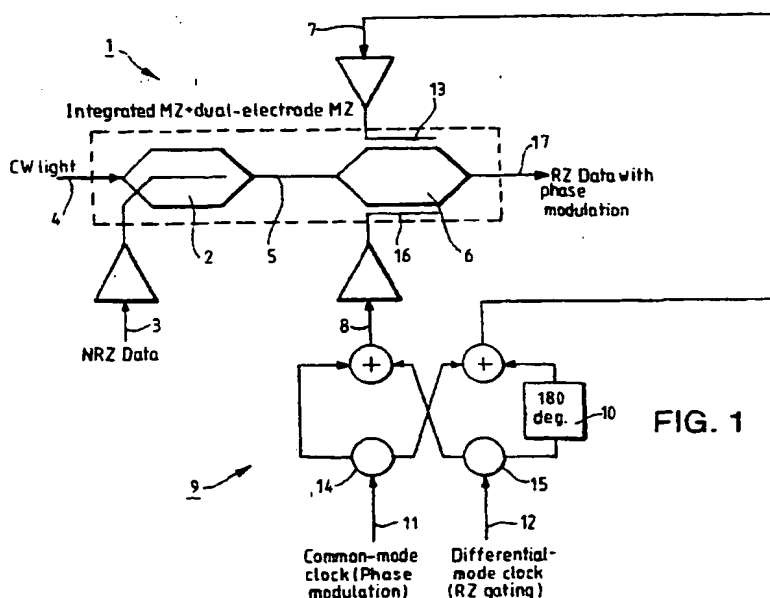 7
1
13
Integrated MZ+dual-electrode MZ
17
CW light
RZ Data with
phase
modulation
4
2
5
16
6
3
8
NRZ Data
+
+
180
deg.
10
FIG. 1
14
15
9
11
12
Common-mode
clock (Phase
modulation)
Differential-
mode clock
(RZ gating)